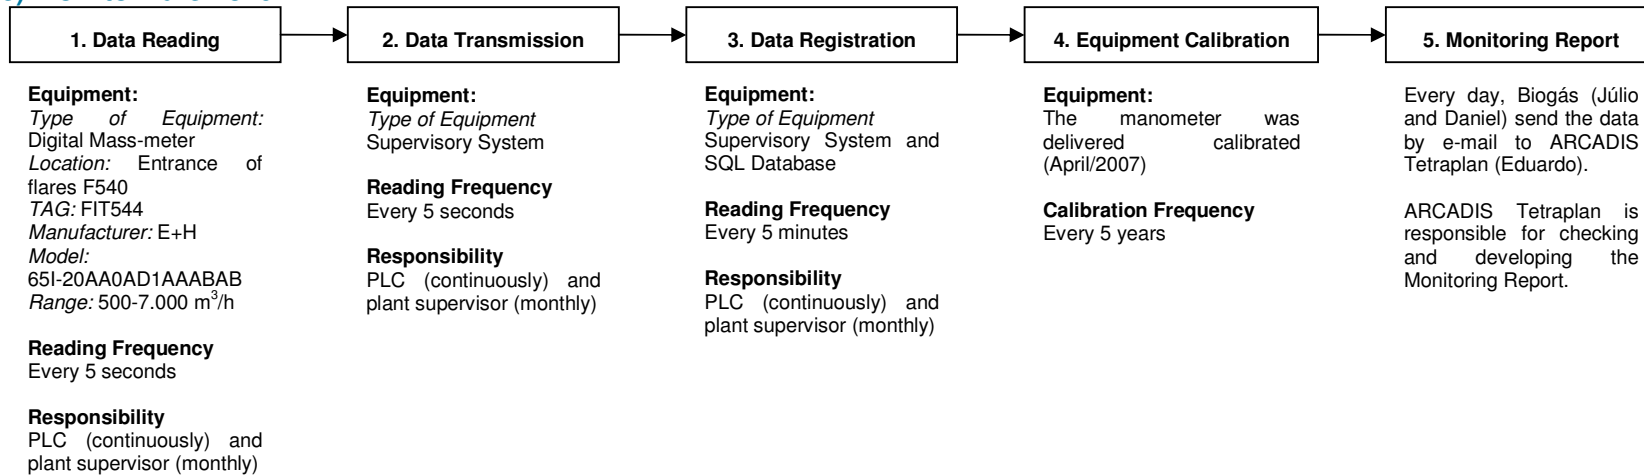 1. Data Reading
2. Data Transmission
3. Data Registration
4. Equipment Calibration
5. Monitoring Report
Equipment:
Type of Equipment:
Digital Mass-meter
Location: Entrance of
flares F540
TAG: FIT544
Manufacturer: E+H
Model:
65I-20AA0AD1AAABAB
Range: 500-7.000 m³/h
Reading Frequency
Every 5 seconds
Responsibility
PLC (continuously) and
plant supervisor (monthly)
Equipment:
Type of Equipment
Supervisory System
Reading Frequency
Every 5 seconds
Responsibility
PLC (continuously) and
plant supervisor (monthly)
Equipment:
Type of Equipment
Supervisory System and
SQL Database
Reading Frequency
Every 5 minutes
Responsibility
PLC (continuously) and
plant supervisor (monthly)
Equipment:
The manometer was
delivered calibrated
(April/2007)
Calibration Frequency
Every 5 years
Every day, Biogás (Júlio
and Daniel) send the data
by e-mail to ARCADIS
Tetraplan (Eduardo).
ARCADIS Tetraplan is
responsible for checking
and developing the
Monitoring Report.